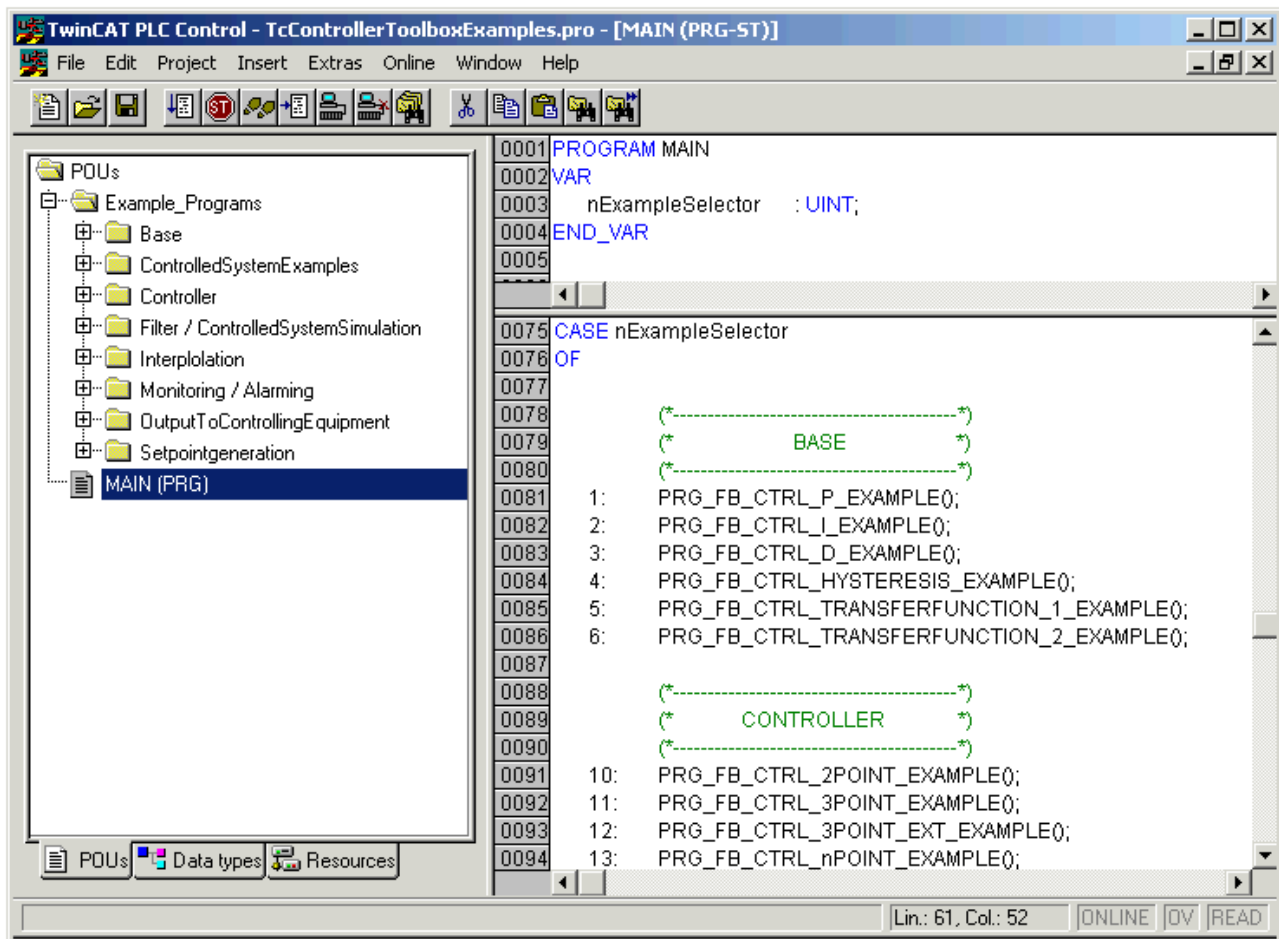 TwinCAT PLC Control - TcControllerToolboxExamples.pro - [MAIN (PRG-ST)]
File Edit Project Insert Extras Online Window Help
ST
POUs
Example_Programs
Base
ControlledSystemExamples
Controller
Filter / ControlledSystemSimulation
Interplolation
Monitoring / Alarming
OutputToControllingEquipment
Setpointgeneration
MAIN (PRG)
POUs Data types Resources
0001 PROGRAM MAIN
0002 VAR
0003 nExampleSelector : UINT;
0004 END_VAR
0005
0075 CASE nExampleSelector
0076 OF
0077
0078 (*-----------------------------------------*)
0079 (* BASE *)
0080 (*-----------------------------------------*)
0081 1: PRG_FB_CTRL_P_EXAMPLE();
0082 2: PRG_FB_CTRL_I_EXAMPLE();
0083 3: PRG_FB_CTRL_D_EXAMPLE();
0084 4: PRG_FB_CTRL_HYSTERESIS_EXAMPLE();
0085 5: PRG_FB_CTRL_TRANSFERFUNCTION_1_EXAMPLE();
0086 6: PRG_FB_CTRL_TRANSFERFUNCTION_2_EXAMPLE();
0087
0088 (*-----------------------------------------*)
0089 (* CONTROLLER *)
0090 (*-----------------------------------------*)
0091 10: PRG_FB_CTRL_2POINT_EXAMPLE();
0092 11: PRG_FB_CTRL_3POINT_EXAMPLE();
0093 12: PRG_FB_CTRL_3POINT_EXT_EXAMPLE();
0094 13: PRG_FB_CTRL_nPOINT_EXAMPLE();
Lin.: 61, Col.: 52 ONLINE OV READ